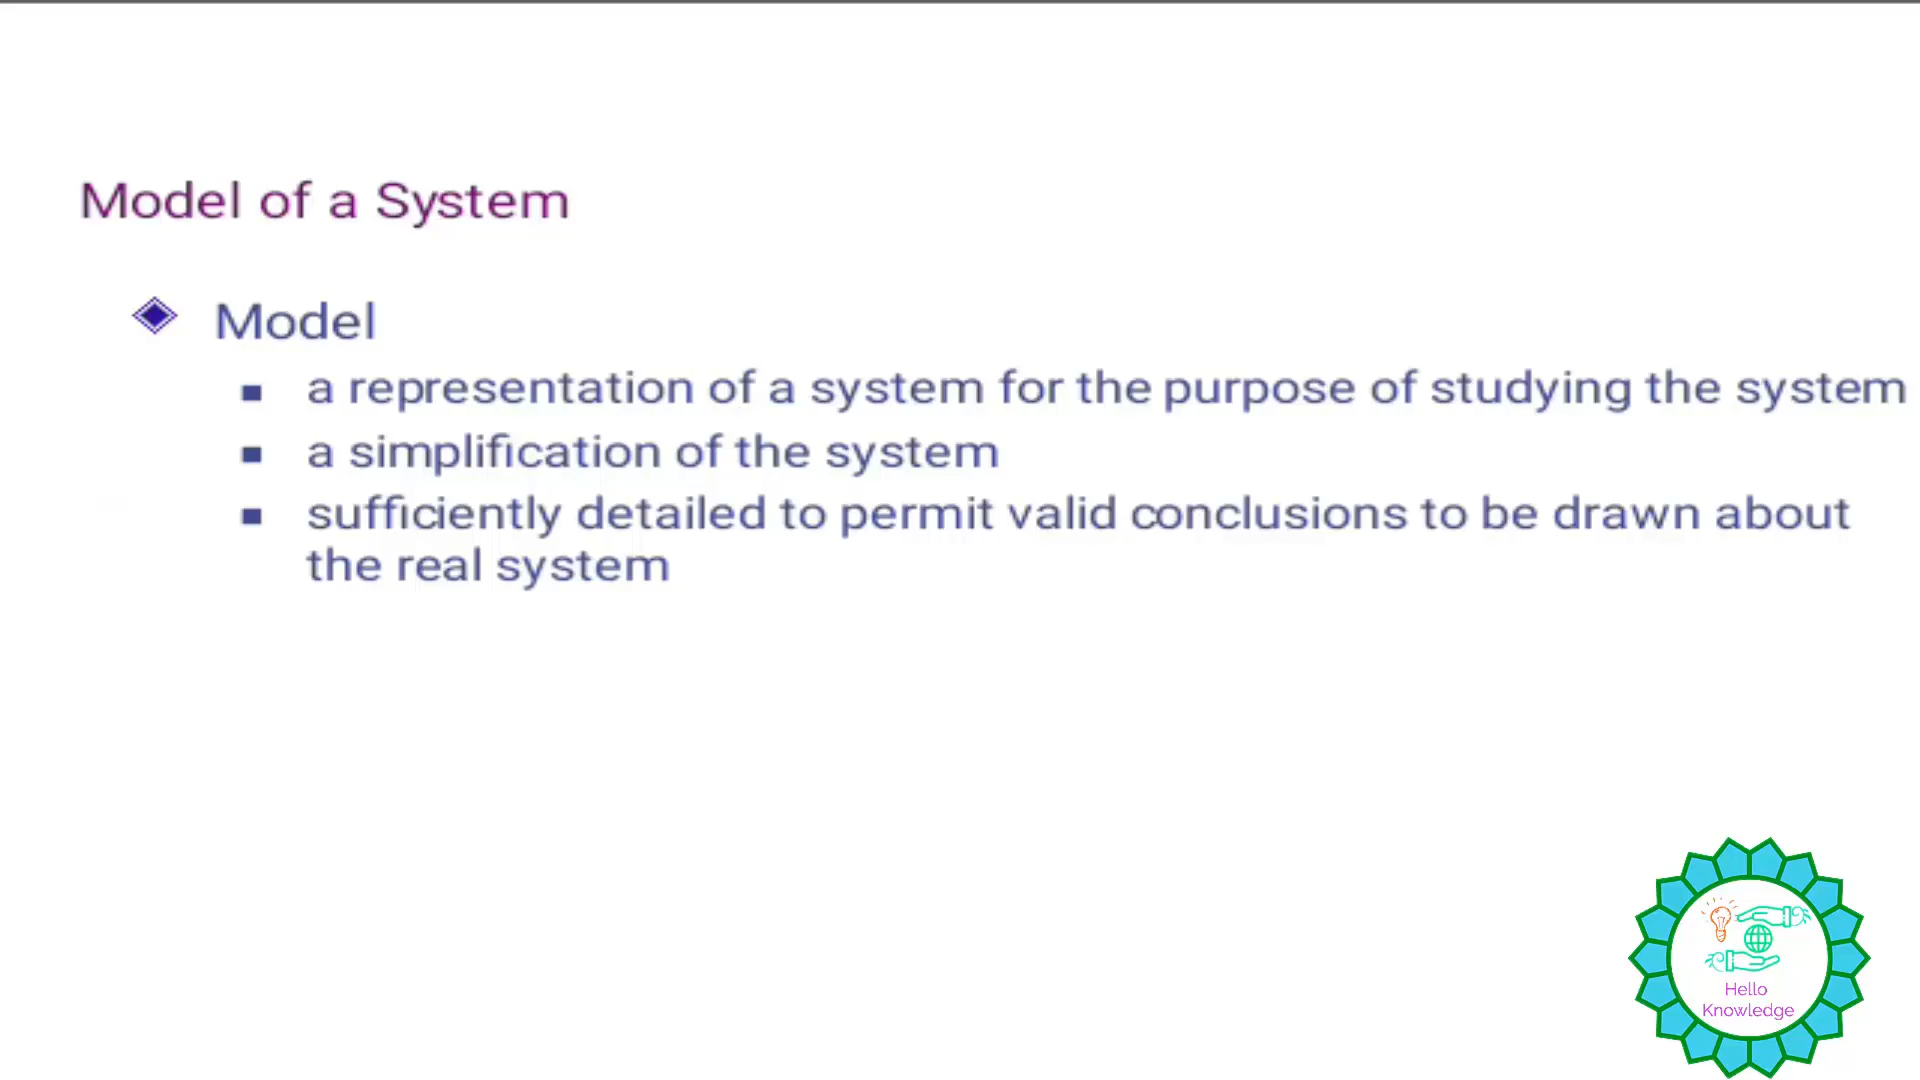 Model of a System
Model
a representation of a system for the purpose of studying the system
a simplification of the system
sufficiently detailed to permit valid conclusions to be drawn about
the real system
Hello
Knowledge